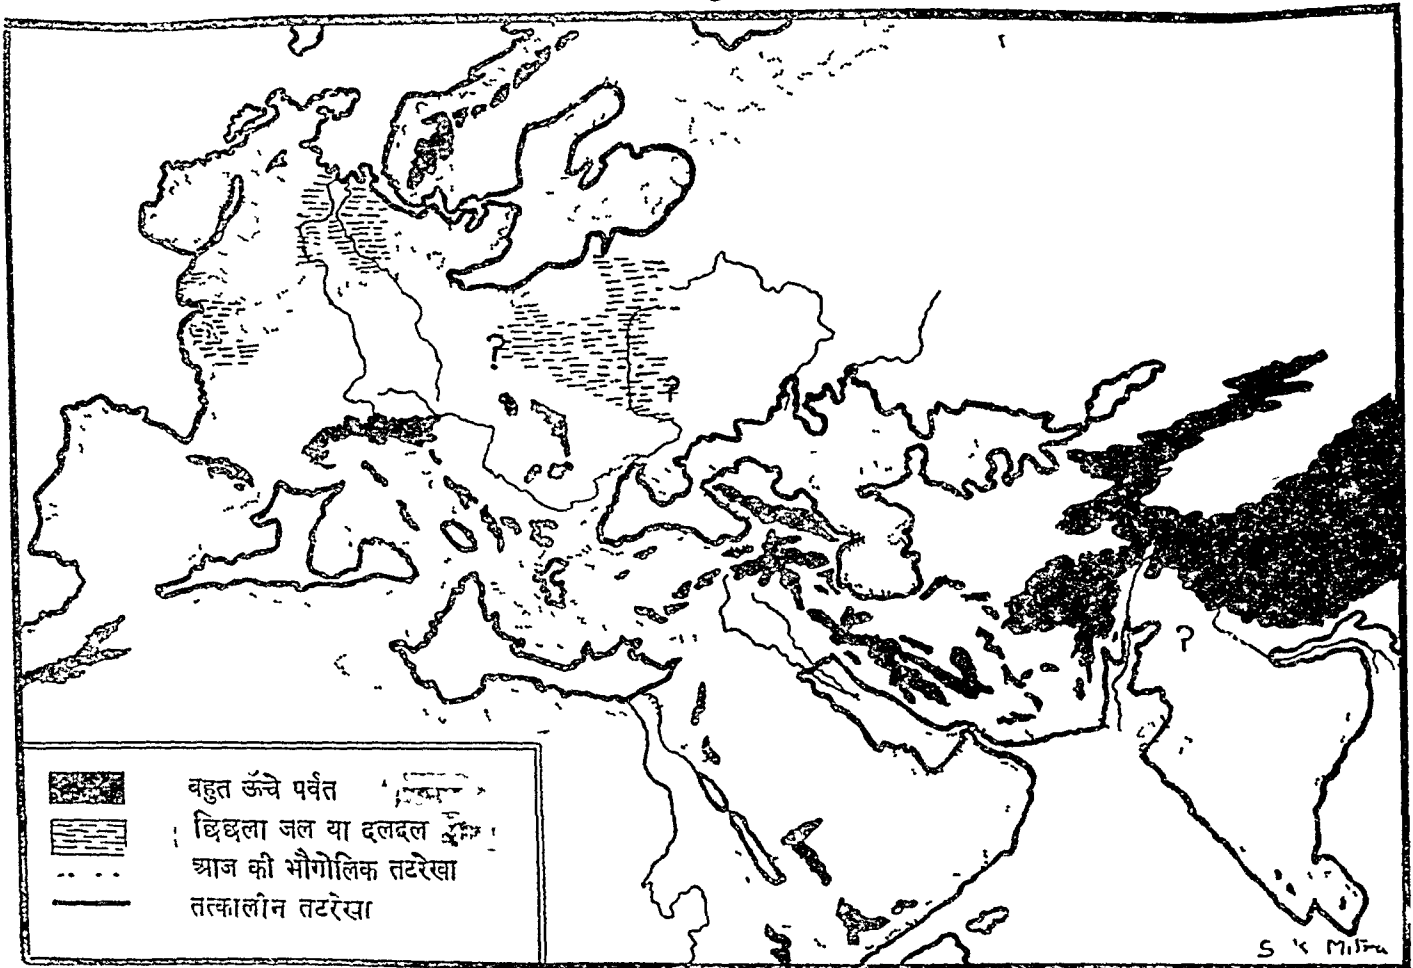 ?
?
?
बहुत ऊँचे पर्वत
छिछला जल या दलदल
आज की भौगोलिक तटरेखा
तत्कालीन तटरेखा
S K Mitra